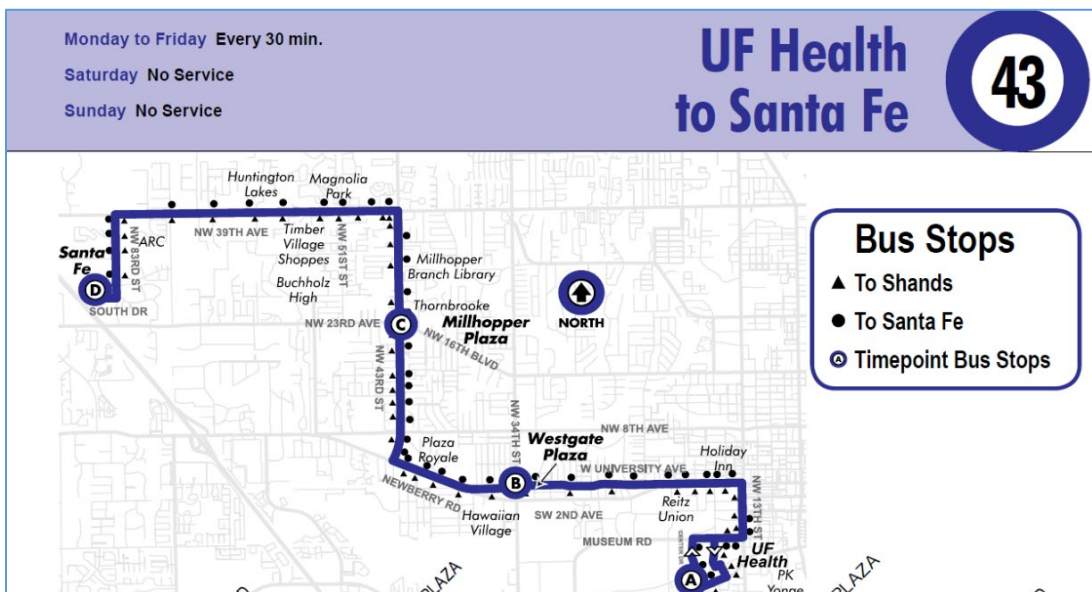 Monday to Friday Every 30 min.
Saturday No Service
Sunday No Service
UF Health
to Santa Fe
43
Huntington
Lakes
Magnolia
Park
NW 39TH AVE
NW 83RD ST
ARC
Santa
Fe
D
SOUTH DR
Timber
Village
Shoppes
NW 51ST ST
Buchholz
High
Millhopper
Branch Library
Thornbrooke
NW 23RD AVE
C
Millhopper
Plaza
NW 16TH BLVD
NORTH
NW 43RD ST
NW 34TH ST
NW 8TH AVE
Plaza
Royale
Westgate
Plaza
W UNIVERSITY AVE
Holiday
Inn
NEWBERRY RD
B
Hawaiian
Village
SW 2ND AVE
Reitz
Union
NW 13TH ST
MUSEUM RD
CENTER DR
UF
Health
A
PK
Yonge
PLAZA
PLAZA
Bus Stops
To Shands
To Santa Fe
A Timepoint Bus Stops